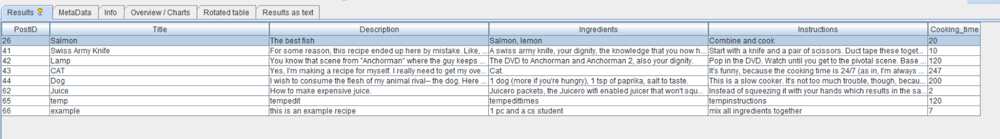 Results MetaData Info Overview / Charts Rotated table Results as text
PostID Title Description Ingredients Instructions Cooking_time
26 Salmon The best fish Salmon, lemon Combine and cook 20
41 Swiss Army Knife For some reason, this recipe ended up here by mistake. Like, ... A swiss army knife, your dignity, the knowledge that you now h... Start with a knife and a pair of scissors. Duct tape these toget... 10
42 Lamp You know that scene from "Anchorman" where the guy keeps ... The DVD to Anchorman and Anchorman 2, also your dignity. Pop in the DVD. Watch until you get to the pivotal scene. Base ... 120
43 CAT Yes, I'm making a recipe for myself. I really need to get my ove... Cat. It's funny, because the cooking time is 24/7 (as in, I'm always ... 247
44 Dog I wish to consume the flesh of my animal rival-- the dog. Here ... 1 dog (more if you're hungry), 1 tsp of paprika, salt to taste. This is a slow cooker. It's not too much trouble, though, becau... 200
62 Juice How to make expensive juice. Juicero packets, the Juicero wifi enabled juicer that won't squ... Instead of squeezing it with your hands which results in the sa... 2
65 temp tempedit tempedittimes tempinstructions 120
66 example this is an example recipe 1 pc and a cs student mix all ingredients together 7